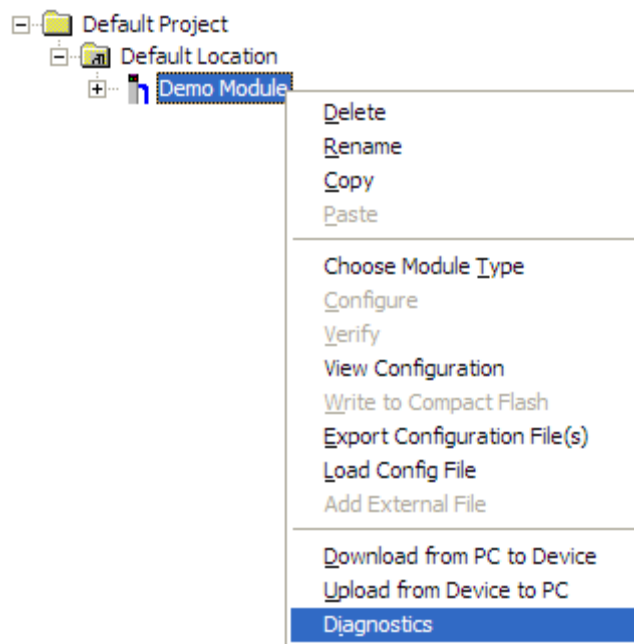 Default Project
Default Location
Demo Module
Delete
Rename
Copy
Paste
Choose Module Type
Configure
Verify
View Configuration
Write to Compact Flash
Export Configuration File(s)
Load Config File
Add External File
Download from PC to Device
Upload from Device to PC
Diagnostics